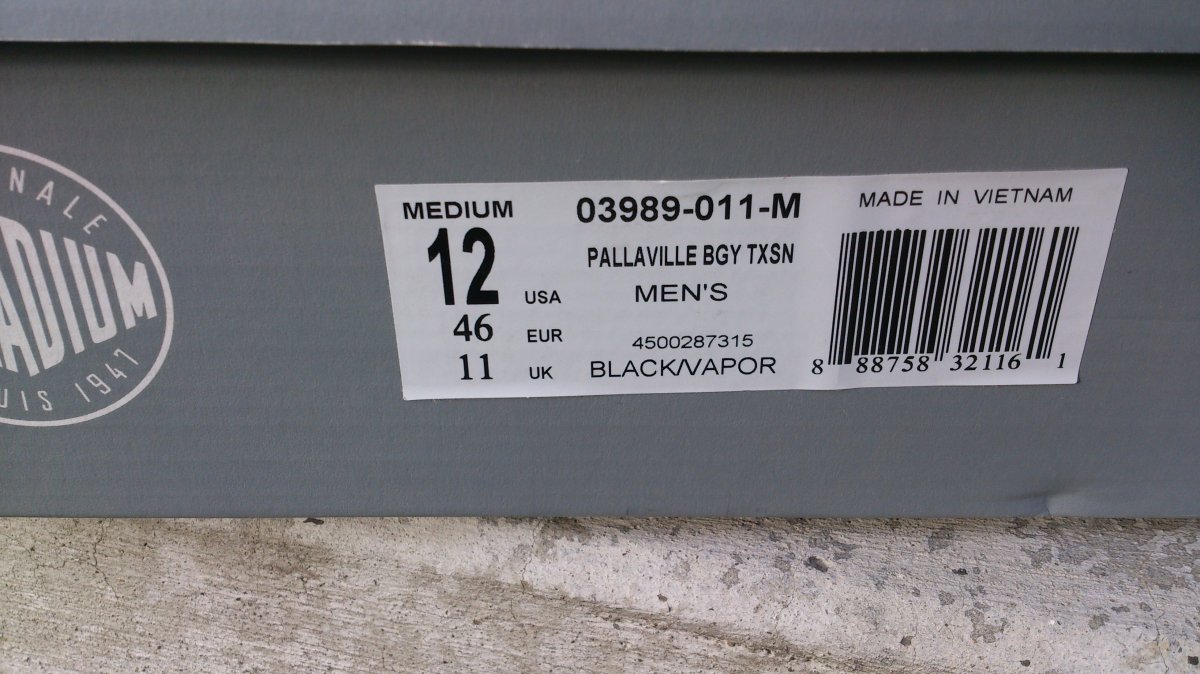 NALE
ADIUM
UIS 1947
MEDIUM
12 USA
46 EUR
11 UK
03989-011-M
PALLAVILLE BGY TXSN
MEN'S
4500287315
BLACK/VAPOR
MADE IN VIETNAM
8 88758 32116 1